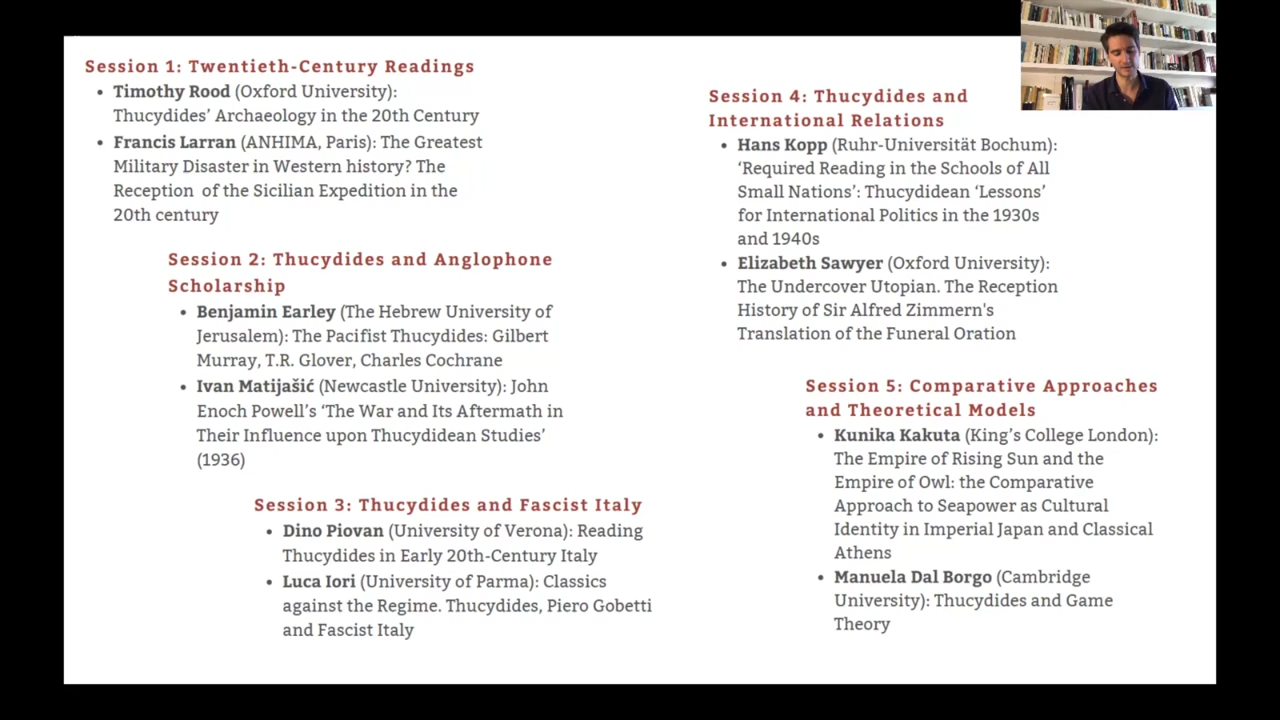 Session 1: Twentieth-Century Readings
• Timothy Rood (Oxford University):
Thucydides’ Archaeology in the 20th Century
• Francis Larran (ANHIMA, Paris): The Greatest
Military Disaster in Western history? The
Reception of the Sicilian Expedition in the
20th century
Session 2: Thucydides and Anglophone
Scholarship
• Benjamin Earley (The Hebrew University of
Jerusalem): The Pacifist Thucydides: Gilbert
Murray, T.R. Glover, Charles Cochrane
• Ivan Matijašić (Newcastle University): John
Enoch Powell’s ‘The War and Its Aftermath in
Their Influence upon Thucydidean Studies’
(1936)
Session 3: Thucydides and Fascist Italy
• Dino Piovan (University of Verona): Reading
Thucydides in Early 20th-Century Italy
• Luca Iori (University of Parma): Classics
against the Regime. Thucydides, Piero Gobetti
and Fascist Italy
Session 4: Thucydides and
International Relations
• Hans Kopp (Ruhr-Universität Bochum):
‘Required Reading in the Schools of All
Small Nations’: Thucydidean ‘Lessons’
for International Politics in the 1930s
and 1940s
• Elizabeth Sawyer (Oxford University):
The Undercover Utopian. The Reception
History of Sir Alfred Zimmern's
Translation of the Funeral Oration
Session 5: Comparative Approaches
and Theoretical Models
• Kunika Kakuta (King’s College London):
The Empire of Rising Sun and the
Empire of Owl: the Comparative
Approach to Seapower as Cultural
Identity in Imperial Japan and Classical
Athens
• Manuela Dal Borgo (Cambridge
University): Thucydides and Game
Theory